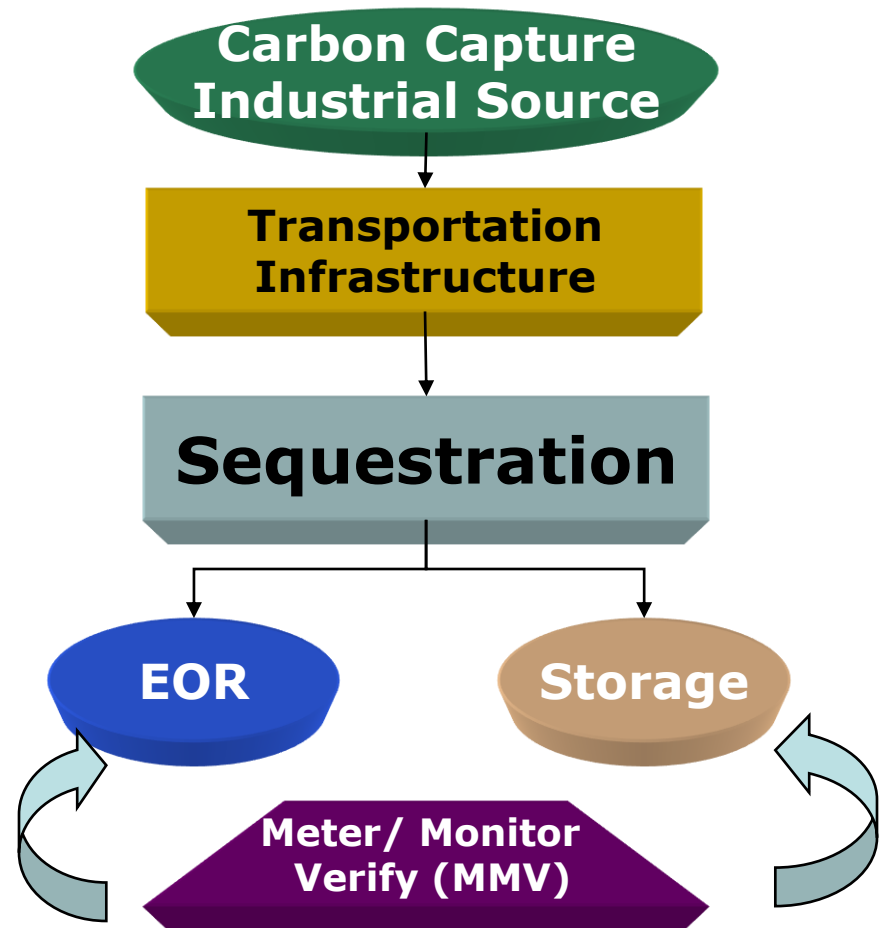 Carbon Capture
Industrial Source
Transportation
Infrastructure
Sequestration
EOR
Storage
Meter/ Monitor
Verify (MMV)